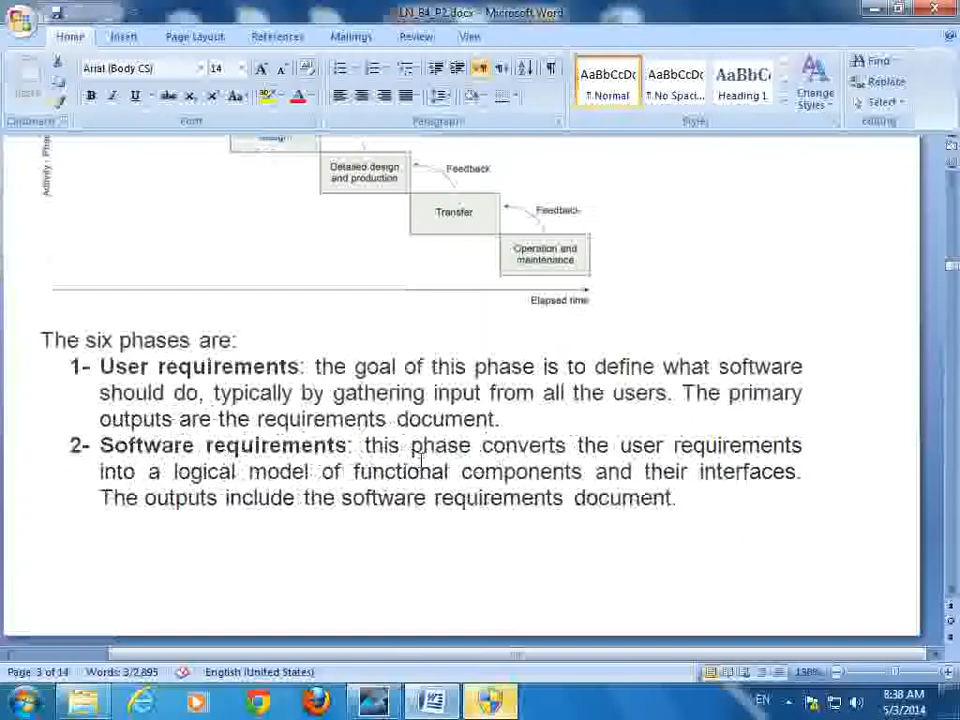 LN_B4_P2.docx - Microsoft Word
Home Insert Page Layout References Mailings Review View
Arial (Body CS) 14
AaBbCcDc AaBbCcDc AaBbC
¶ Normal ¶ No Spaci... Heading 1
Change Styles
Find
Replace
Select
Font Paragraph Styles Editing
Activity - Phas
Detailed design
and production
Feedback
Transfer
Feedback
Operation and
maintenance
Elapsed time
The six phases are:
1- User requirements: the goal of this phase is to define what software
should do, typically by gathering input from all the users. The primary
outputs are the requirements document.
2- Software requirements: this phase converts the user requirements
into a logical model of functional components and their interfaces.
The outputs include the software requirements document.
Page: 3 of 14 Words: 3/2,895 English (United States) 138%
EN 8:38 AM
5/3/2014